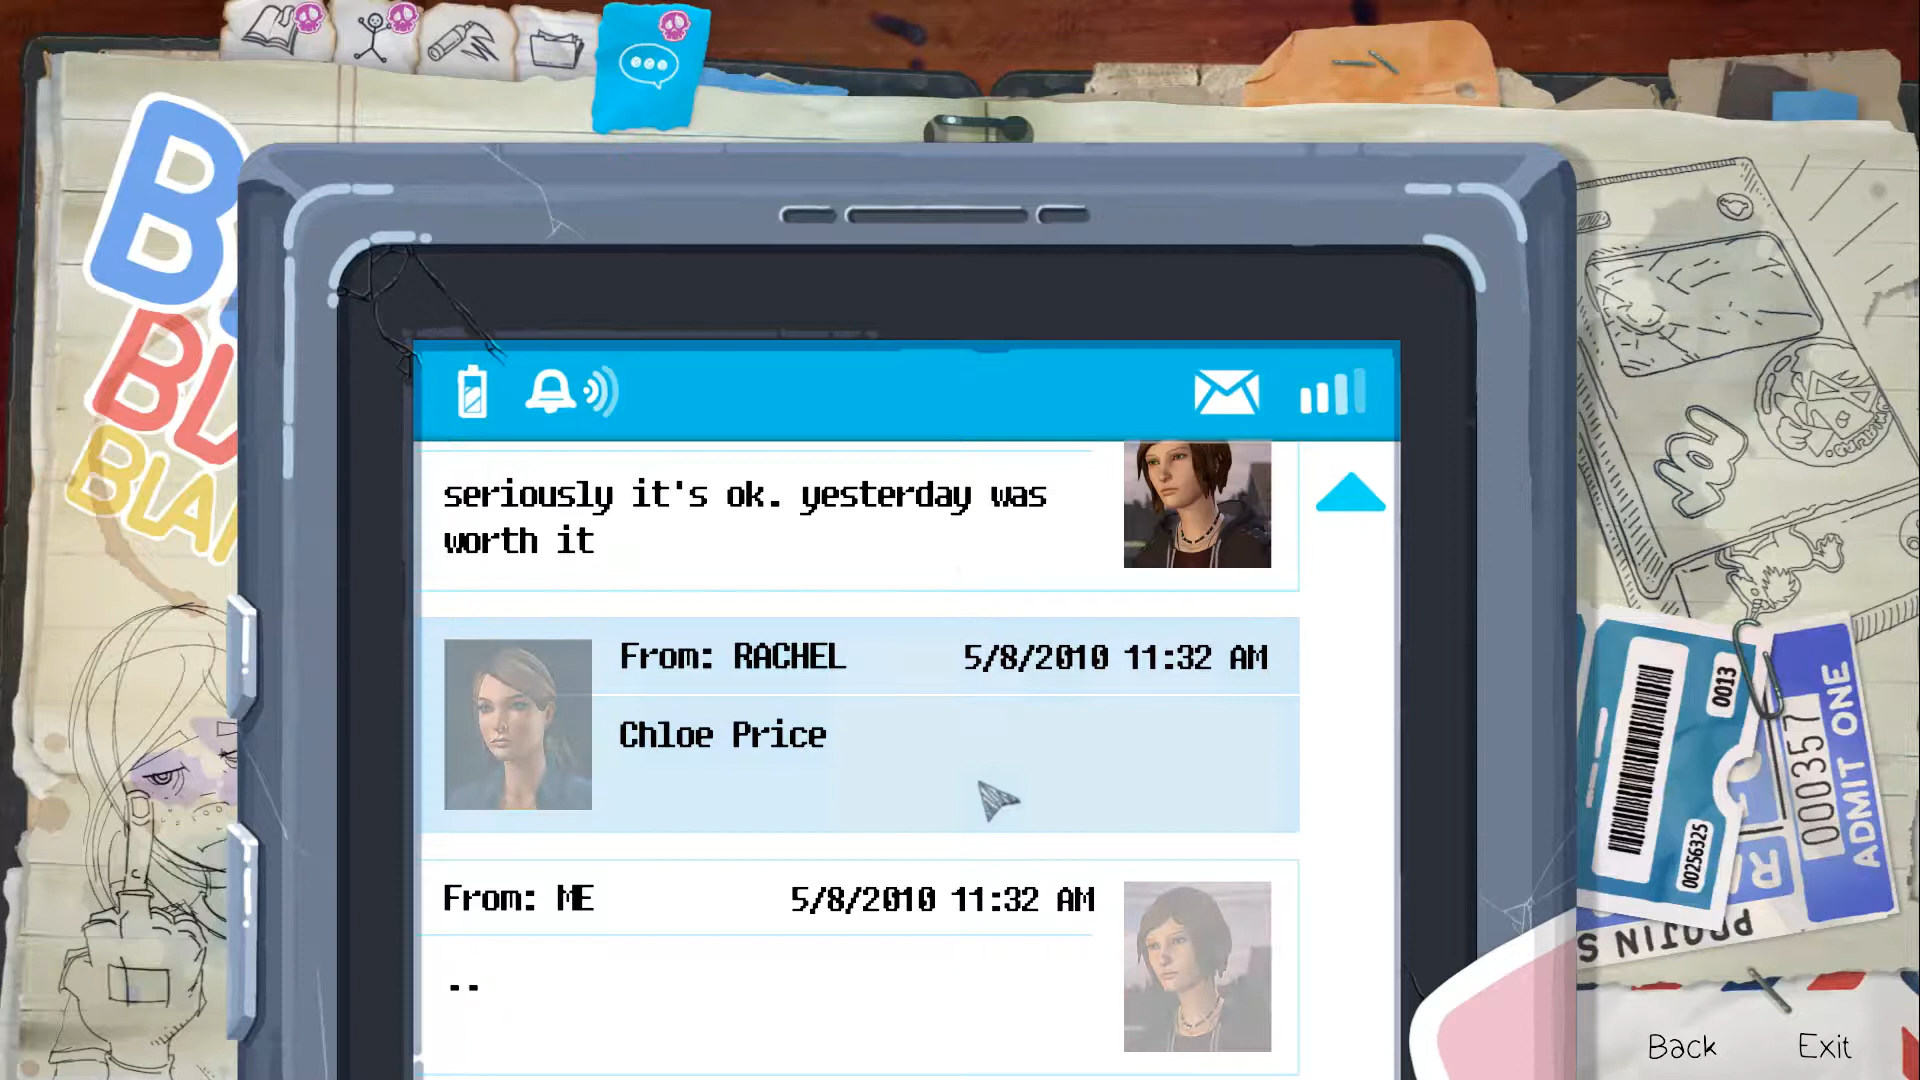 seriously it's ok. yesterday was
worth it
From: RACHEL 5/8/2010 11:32 AM
Chloe Price
From: ME 5/8/2010 11:32 AM
..
0013
00256325
000357
ADMIT ONE
Back Exit